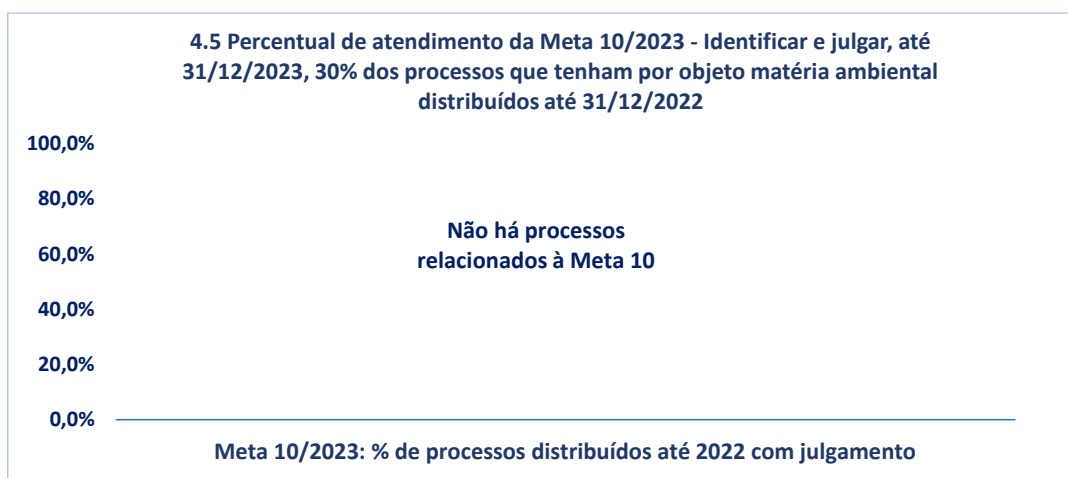 4.5 Percentual de atendimento da Meta 10/2023 - Identificar e julgar, até
31/12/2023, 30% dos processos que tenham por objeto matéria ambiental
distribuídos até 31/12/2022
100,0%
80,0%
60,0%
40,0%
20,0%
0,0%
Não há processos
relacionados à Meta 10
Meta 10/2023: % de processos distribuídos até 2022 com julgamento